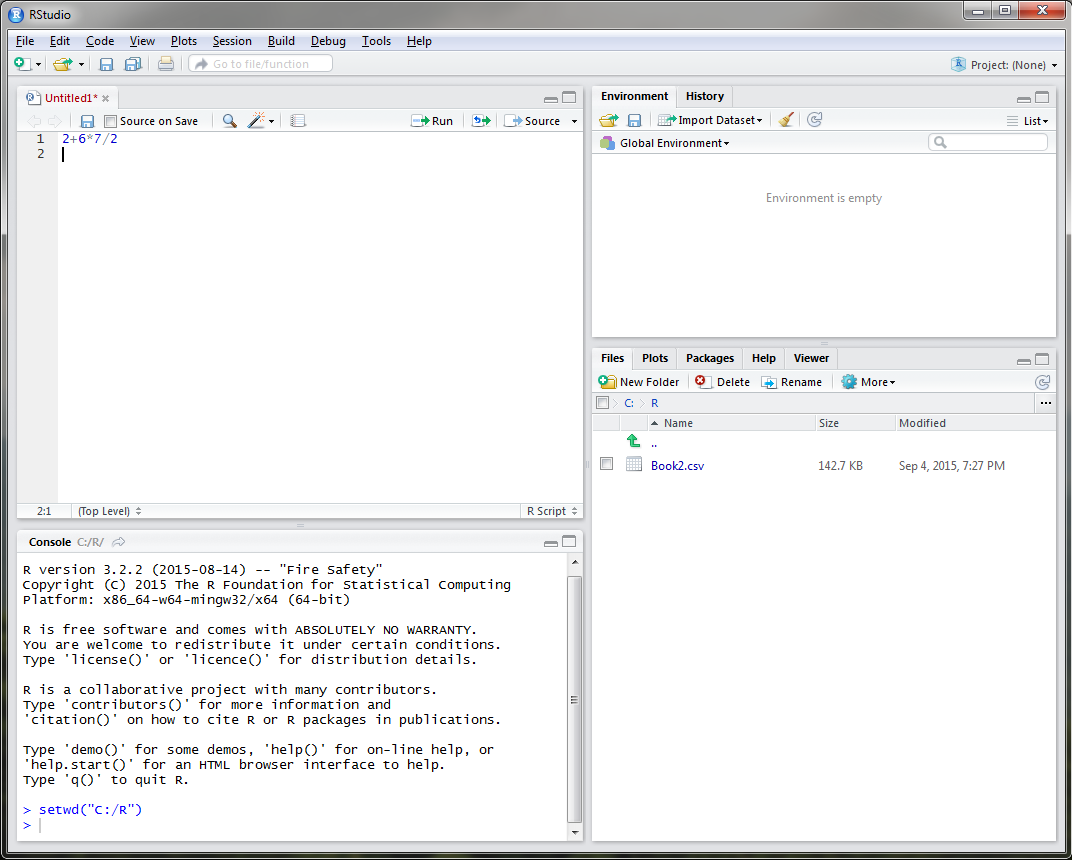 RStudio
File Edit Code View Plots Session Build Debug Tools Help
Go to file/function
Project: (None)
Untitled1*
Source on Save
Run
Source
1 2+6*7/2
2
2:1 (Top Level) R Script
Console C:/R/
R version 3.2.2 (2015-08-14) -- "Fire Safety"
Copyright (C) 2015 The R Foundation for Statistical Computing
Platform: x86_64-w64-mingw32/x64 (64-bit)
R is free software and comes with ABSOLUTELY NO WARRANTY.
You are welcome to redistribute it under certain conditions.
Type 'license()' or 'licence()' for distribution details.
R is a collaborative project with many contributors.
Type 'contributors()' for more information and
'citation()' on how to cite R or R packages in publications.
Type 'demo()' for some demos, 'help()' for on-line help, or
'help.start()' for an HTML browser interface to help.
Type 'q()' to quit R.
> setwd("C:/R")
>
Environment History
Import Dataset List
Global Environment
Environment is empty
Files Plots Packages Help Viewer
New Folder Delete Rename More
C: R ...
Name Size Modified
..
Book2.csv 142.7 KB Sep 4, 2015, 7:27 PM